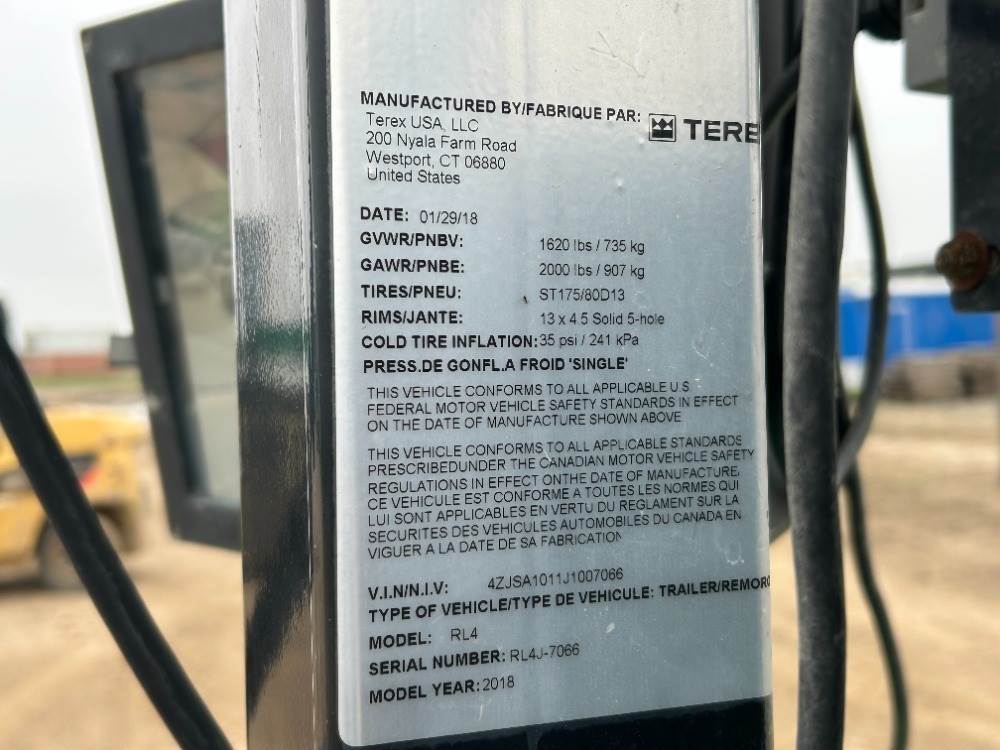 MANUFACTURED BY/FABRIQUE PAR: TERE
Terex USA, LLC
200 Nyala Farm Road
Westport, CT 06880
United States
DATE: 01/29/18
GVWR/PNBV: 1620 lbs / 735 kg
GAWR/PNBE: 2000 lbs / 907 kg
TIRES/PNEU: ST175/80D13
RIMS/JANTE: 13 x 4.5 Solid 5-hole
COLD TIRE INFLATION: 35 psi / 241 kPa
PRESS.DE GONFL.A FROID 'SINGLE'
THIS VEHICLE CONFORMS TO ALL APPLICABLE U.S.
FEDERAL MOTOR VEHICLE SAFETY STANDARDS IN EFFECT
ON THE DATE OF MANUFACTURE SHOWN ABOVE
THIS VEHICLE CONFORMS TO ALL APPLICABLE STANDARDS
PRESCRIBEDUNDER THE CANADIAN MOTOR VEHICLE SAFETY
REGULATIONS IN EFFECT ONTHE DATE OF MANUFACTURE,
CE VEHICULE EST CONFORME A TOUTES LES NORMES QUI
LUI SONT APPLICABLES EN VERTU DU REGLAMENT SUR LA
SECURITES DES VEHICULES AUTOMOBILES DU CANADA EN
VIGUER A LA DATE DE SA FABRICATION
V.I.N/N.I.V: 4ZJSA1011J1007066
TYPE OF VEHICLE/TYPE DE VEHICULE: TRAILER/REMORQ
MODEL: RL4
SERIAL NUMBER: RL4J-7066
MODEL YEAR: 2018